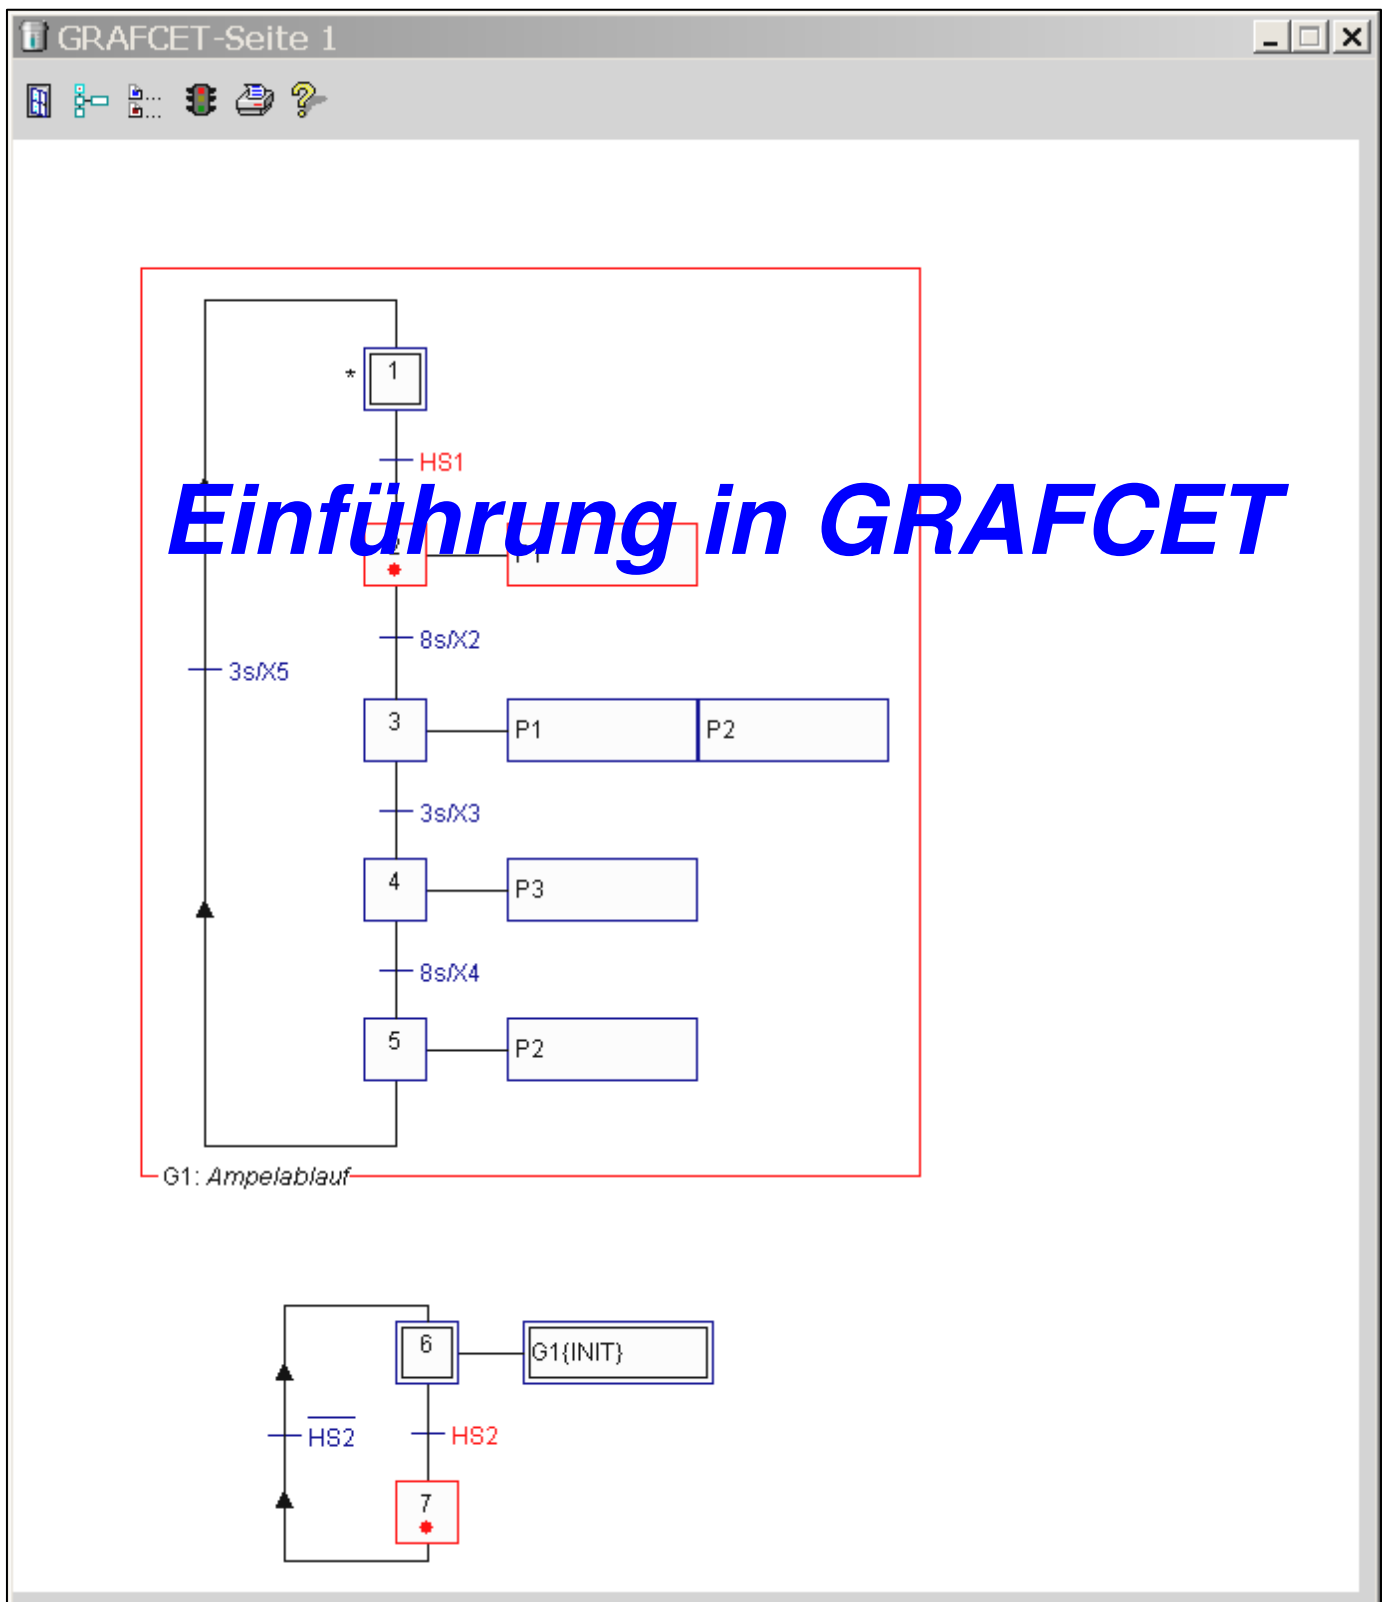 GRAFCET-Seite 1
* 1
HS1
Einführung in GRAFCET
8s/X2
3s/X5
3 P1 P2
3s/X3
4 P3
8s/X4
5 P2
G1: Ampelablauf
6 G1{INIT}
HS2 HS2
7